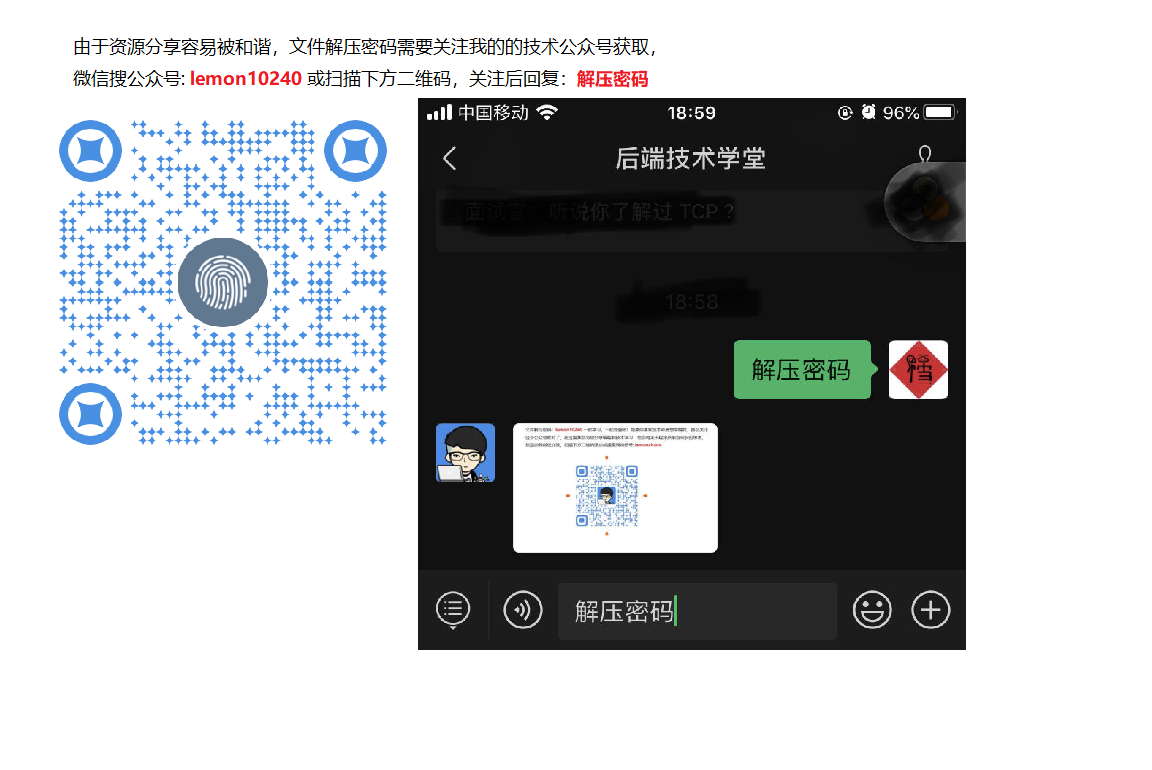 由于资源分享容易被和谐，文件解压密码需要关注我的的技术公众号获取，
微信搜公众号: lemon10240 或扫描下方二维码，关注后回复：解压密码
中国移动 18:59 96%
后端技术学堂
面试官 听说你了解过 TCP ?
18:58
解压密码
解压密码